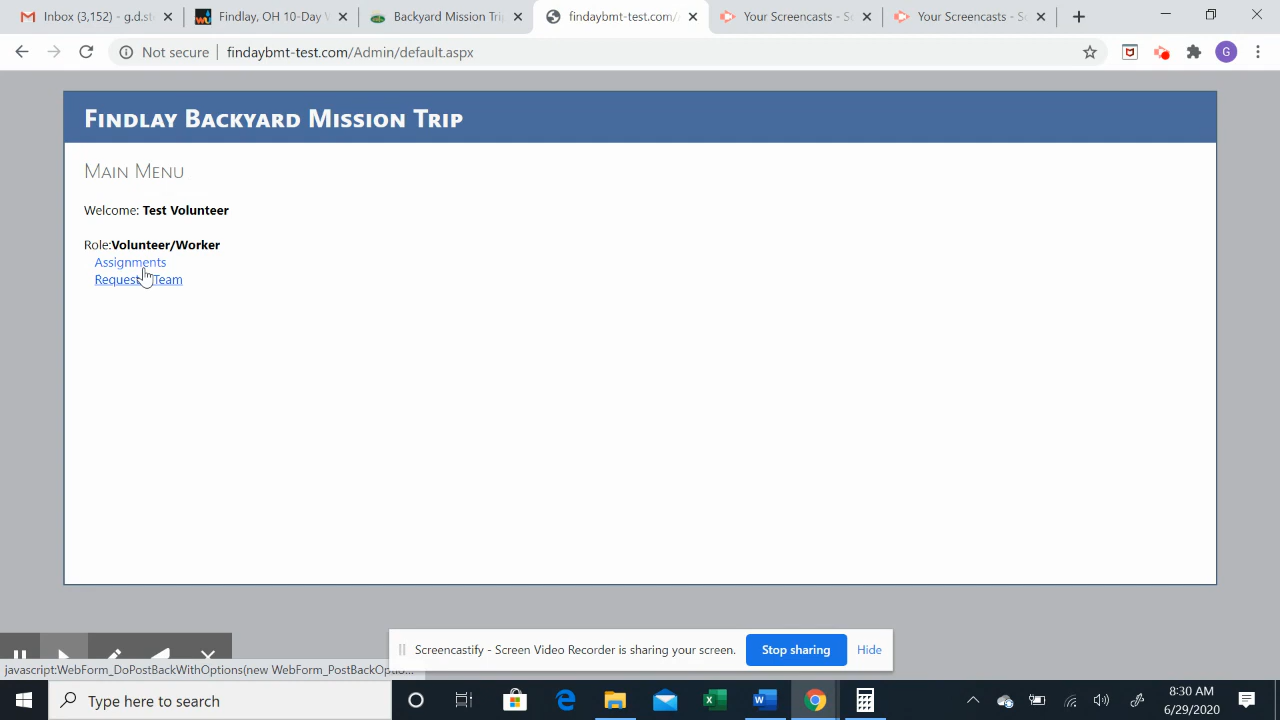 Inbox (3,152) - g.d.s
Findlay, OH 10-Day
Backyard Mission Tri
findaybmt-test.com/
Your Screencasts - S
Your Screencasts - S
Not secure
findaybmt-test.com/Admin/default.aspx
G
Findlay Backyard Mission Trip
Main Menu
Welcome: Test Volunteer
Role:Volunteer/Worker
Assignments
Request Team
Screencastify - Screen Video Recorder is sharing your screen.
Stop sharing
Hide
javascript:WebForm_DoPostBackWithOptions(new WebForm_PostBackOptio...
Type here to search
8:30 AM
6/29/2020